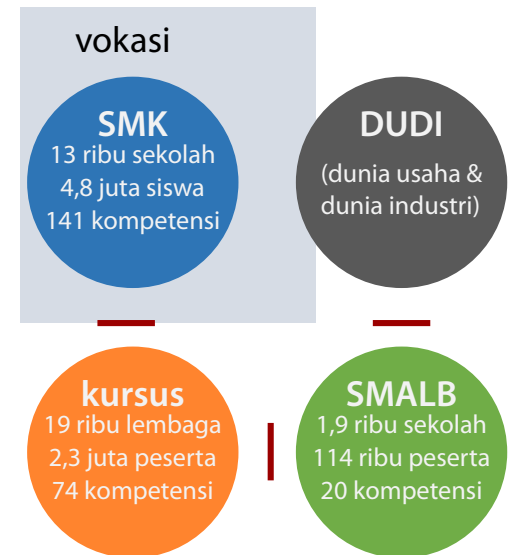 vokasi
SMK
13 ribu sekolah
4,8 juta siswa
141 kompetensi
DUDI
(dunia usaha &
dunia industri)
kursus
19 ribu lembaga
2,3 juta peserta
74 kompetensi
SMALB
1,9 ribu sekolah
114 ribu peserta
20 kompetensi